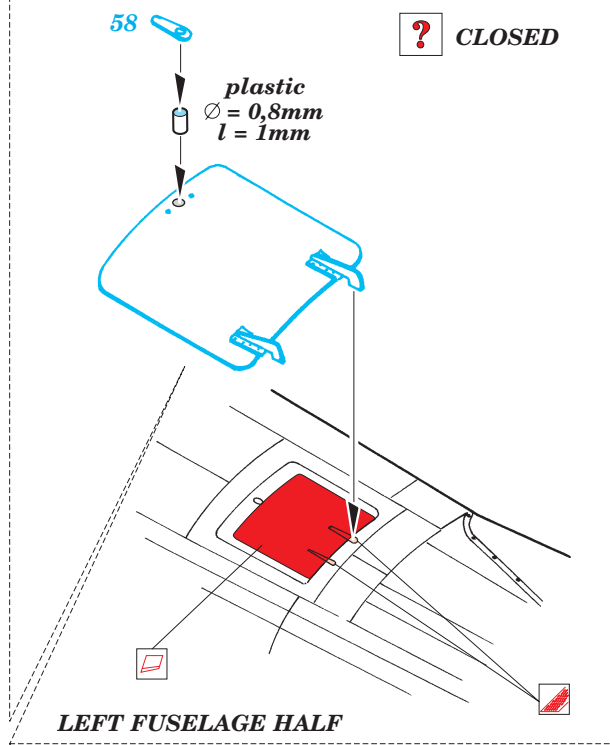 58
? CLOSED
plastic
∅ = 0,8mm
l = 1mm
LEFT FUSELAGE HALF